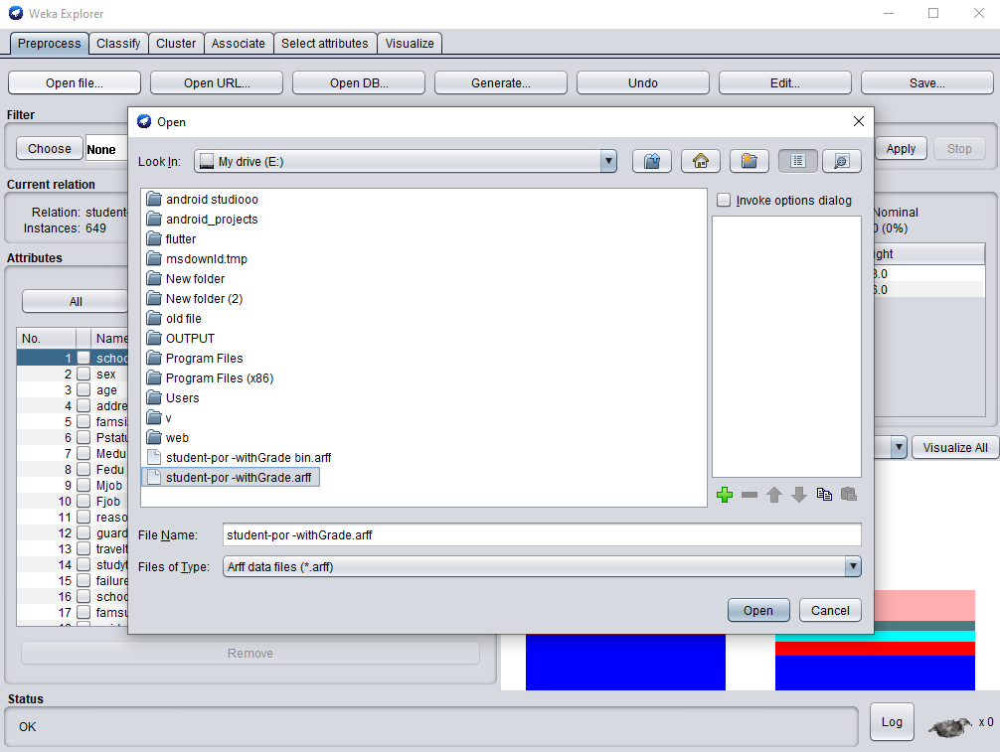 Weka Explorer
Preprocess Classify Cluster Associate Select attributes Visualize
Open file... Open URL... Open DB... Generate... Undo Edit... Save...
Filter
Choose None Apply Stop
Current relation
Relation: student-
Instances: 649
Nominal
0 (0%)
Attributes
All
No. Name
1 schoo
2 sex
3 age
4 addre
5 famsi
6 Pstatu
7 Medu
8 Fedu
9 Mjob
10 Fjob
11 reaso
12 guard
13 travelt
14 studyt
15 failure
16 schoo
17 famsu
Remove
ight
8.0
6.0
Visualize All
Open
Look In: My drive (E:)
android studiooo
android_projects
flutter
msdownld.tmp
New folder
New folder (2)
old file
OUTPUT
Program Files
Program Files (x86)
Users
v
web
student-por -withGrade bin.arff
student-por -withGrade.arff
Invoke options dialog
File Name: student-por -withGrade.arff
Files of Type: Arff data files (*.arff)
Open Cancel
Status
OK
Log x 0